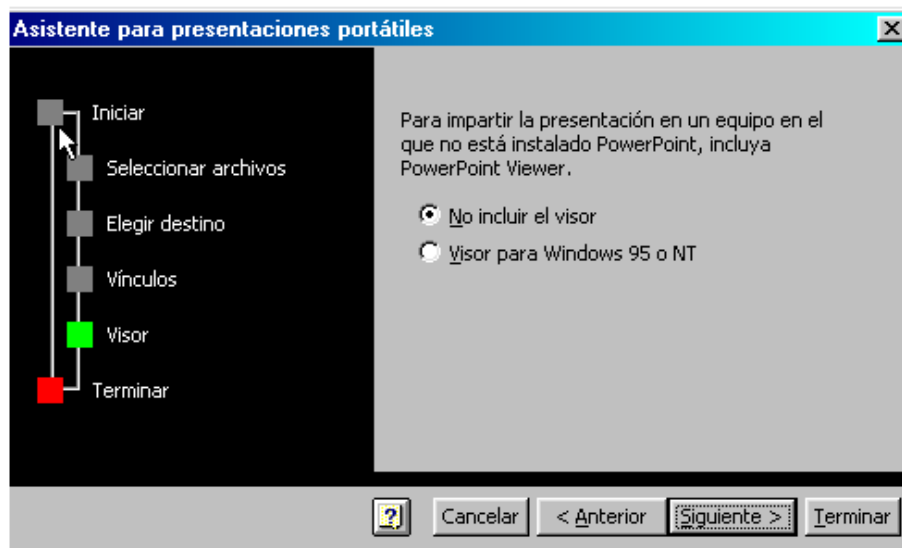 Asistente para presentaciones portátiles
Iniciar
Seleccionar archivos
Elegir destino
Vínculos
Visor
Terminar
Para impartir la presentación en un equipo en el
que no está instalado PowerPoint, incluya
PowerPoint Viewer.
No incluir el visor
Visor para Windows 95 o NT
? Cancelar < Anterior Siguiente > Terminar